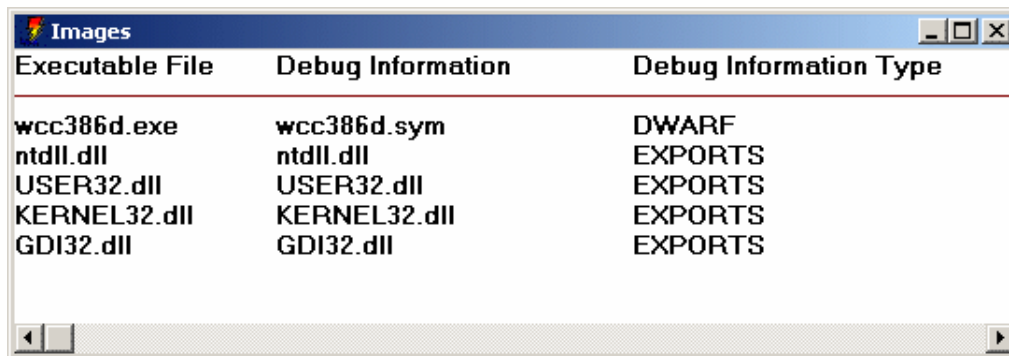 Images
Executable File Debug Information Debug Information Type
wcc386d.exe wcc386d.sym DWARF
ntdll.dll ntdll.dll EXPORTS
USER32.dll USER32.dll EXPORTS
KERNEL32.dll KERNEL32.dll EXPORTS
GDI32.dll GDI32.dll EXPORTS